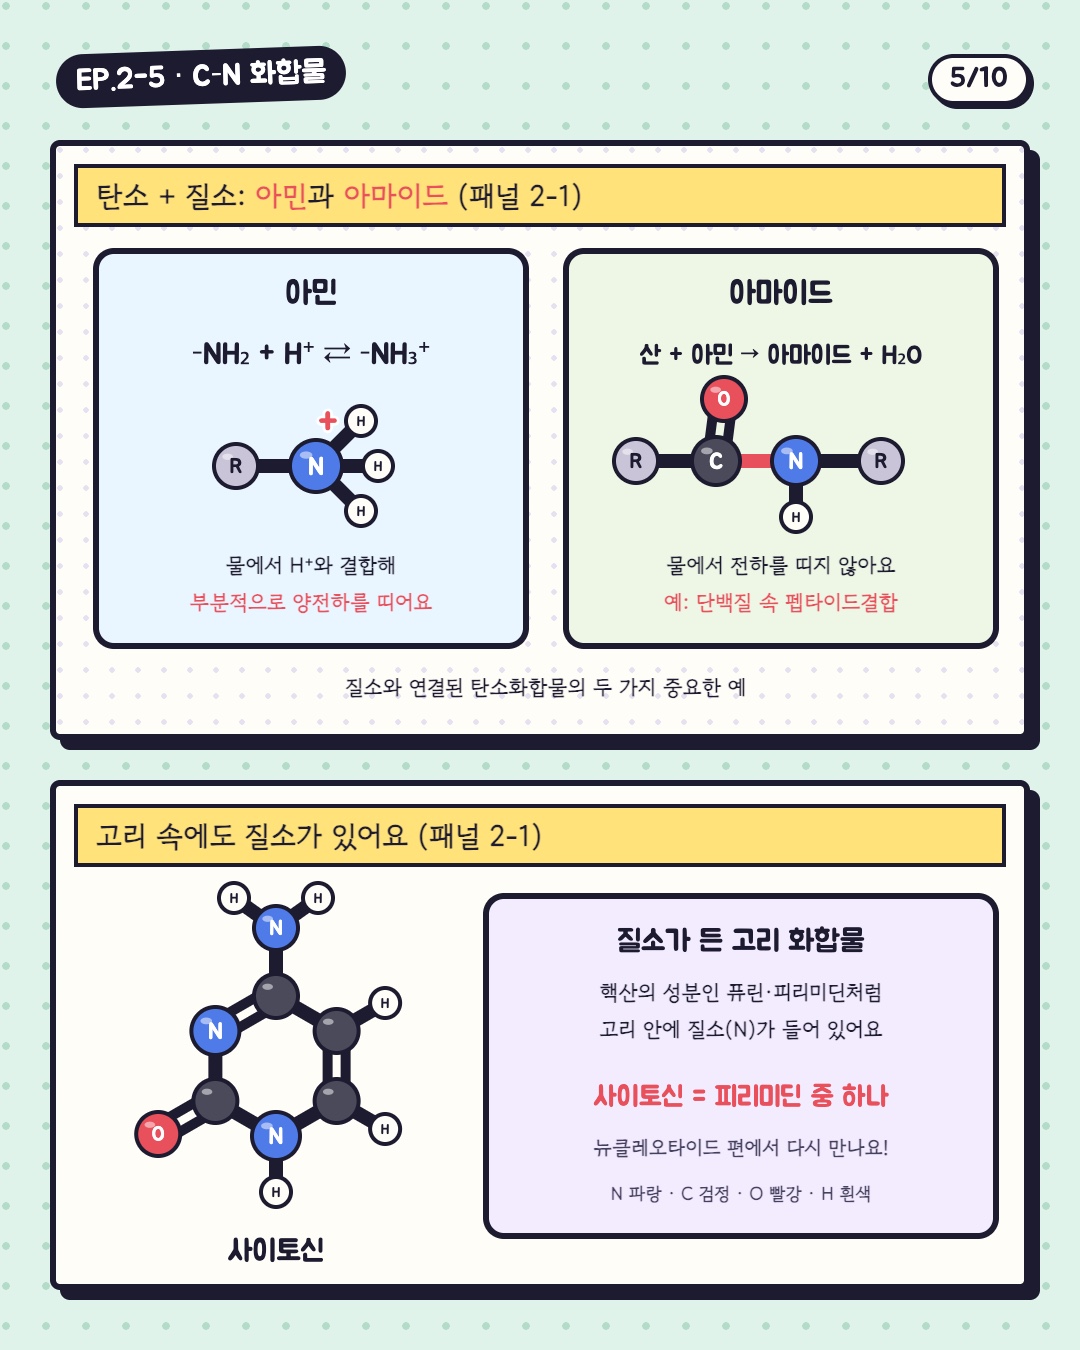 EP.2-5 · C-N 화합물
5/10
탄소 + 질소: 아민과 아마이드 (패널 2-1)
아민
-NH₂ + H⁺ ⇄ -NH₃⁺
+
H
R
N
H
H
물에서 H⁺와 결합해
부분적으로 양전하를 띠어요
아마이드
산 + 아민 → 아마이드 + H₂O
O
R
C
N
R
H
물에서 전하를 띠지 않아요
예: 단백질 속 펩타이드결합
질소와 연결된 탄소화합물의 두 가지 중요한 예
고리 속에도 질소가 있어요 (패널 2-1)
H
H
N
H
N
O
N
H
H
사이토신
질소가 든 고리 화합물
핵산의 성분인 퓨린·피리미딘처럼
고리 안에 질소(N)가 들어 있어요
사이토신 = 피리미딘 중 하나
뉴클레오타이드 편에서 다시 만나요!
N 파랑 · C 검정 · O 빨강 · H 흰색